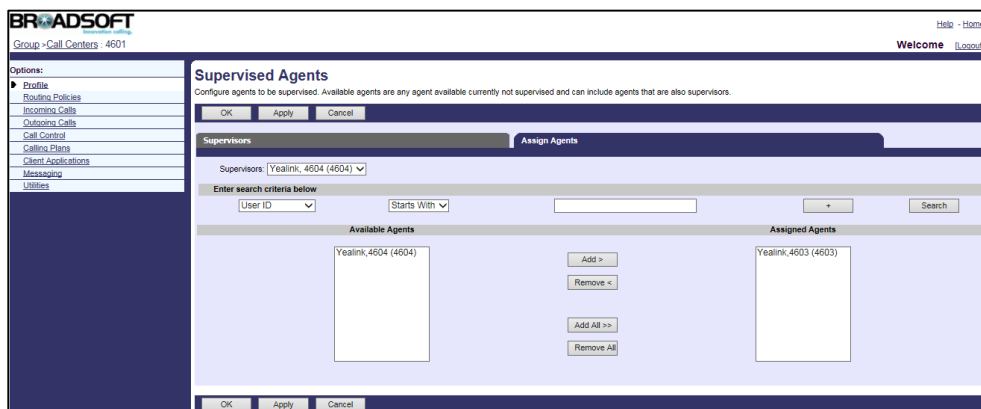 BROADSOFT
Innovation calling.
Help - Home
Group >Call Centers : 4601
Welcome [Logout
Options:
Profile
Routing Policies
Incoming Calls
Outgoing Calls
Call Control
Calling Plans
Client Applications
Messaging
Utilities
Supervised Agents
Configure agents to be supervised. Available agents are any agent available currently not supervised and can include agents that are also supervisors.
OK Apply Cancel
Supervisors Assign Agents
Supervisors: Yealink, 4604 (4604)
Enter search criteria below
User ID Starts With + Search
Available Agents Assigned Agents
Yealink,4604 (4604) Yealink,4603 (4603)
Add >
Remove <
Add All >>
Remove All
OK Apply Cancel